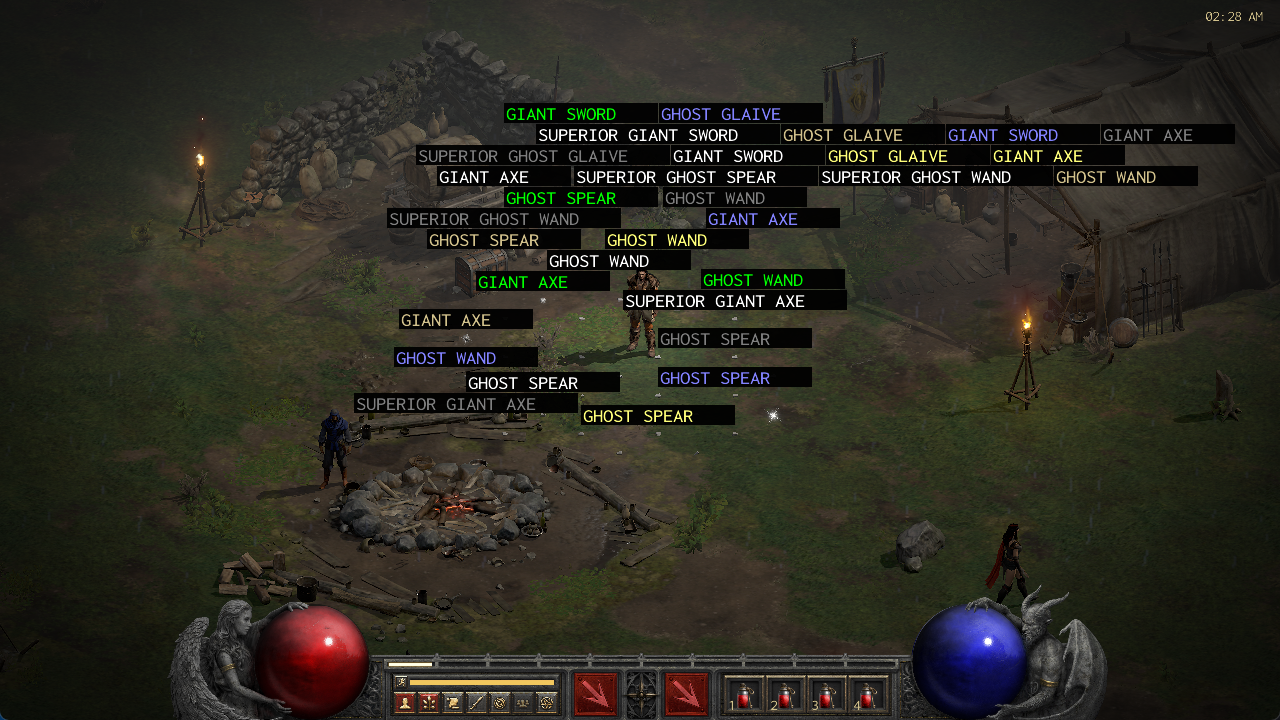 02:28 AM
GIANT SWORD GHOST GLAIVE
SUPERIOR GIANT SWORD GHOST GLAIVE GIANT SWORD GIANT AXE
SUPERIOR GHOST GLAIVE GIANT SWORD GHOST GLAIVE GIANT AXE
GIANT AXE SUPERIOR GHOST SPEAR SUPERIOR GHOST WAND GHOST WAND
GHOST SPEAR GHOST WAND
SUPERIOR GHOST WAND GIANT AXE
GHOST SPEAR GHOST WAND
GHOST WAND
GIANT AXE GHOST WAND
SUPERIOR GIANT AXE
GIANT AXE
GHOST SPEAR
GHOST WAND
GHOST SPEAR GHOST SPEAR
SUPERIOR GIANT AXE
GHOST SPEAR
1 2 3 4